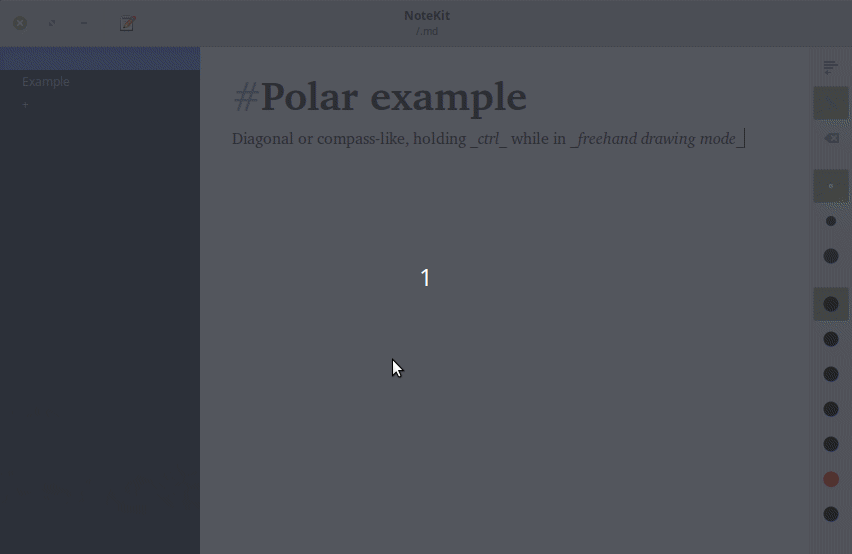 NoteKit
/.md
Example
+
#Polar example
Diagonal or compass-like, holding _ctrl_ while in _freehand drawing mode_
1